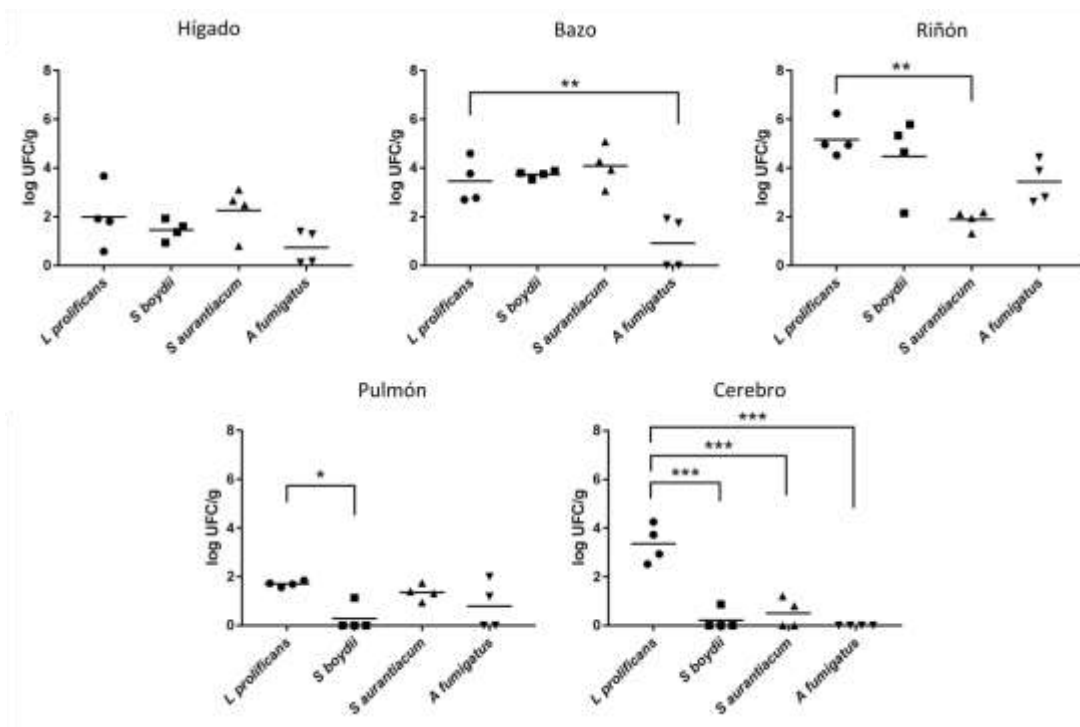 Hígado
8
6
4
2
0
log UFC/g
L prolificans
S boydii
S aurantiacum
A fumigatus
Bazo
**
8
6
4
2
0
log UFC/g
L prolificans
S boydii
S aurantiacum
A fumigatus
Riñón
**
8
6
4
2
0
log UFC/g
L prolificans
S boydii
S aurantiacum
A fumigatus
Pulmón
*
8
6
4
2
0
log UFC/g
L prolificans
S boydii
S aurantiacum
A fumigatus
Cerebro
***
***
***
8
6
4
2
0
log UFC/g
L prolificans
S boydii
S aurantiacum
A fumigatus